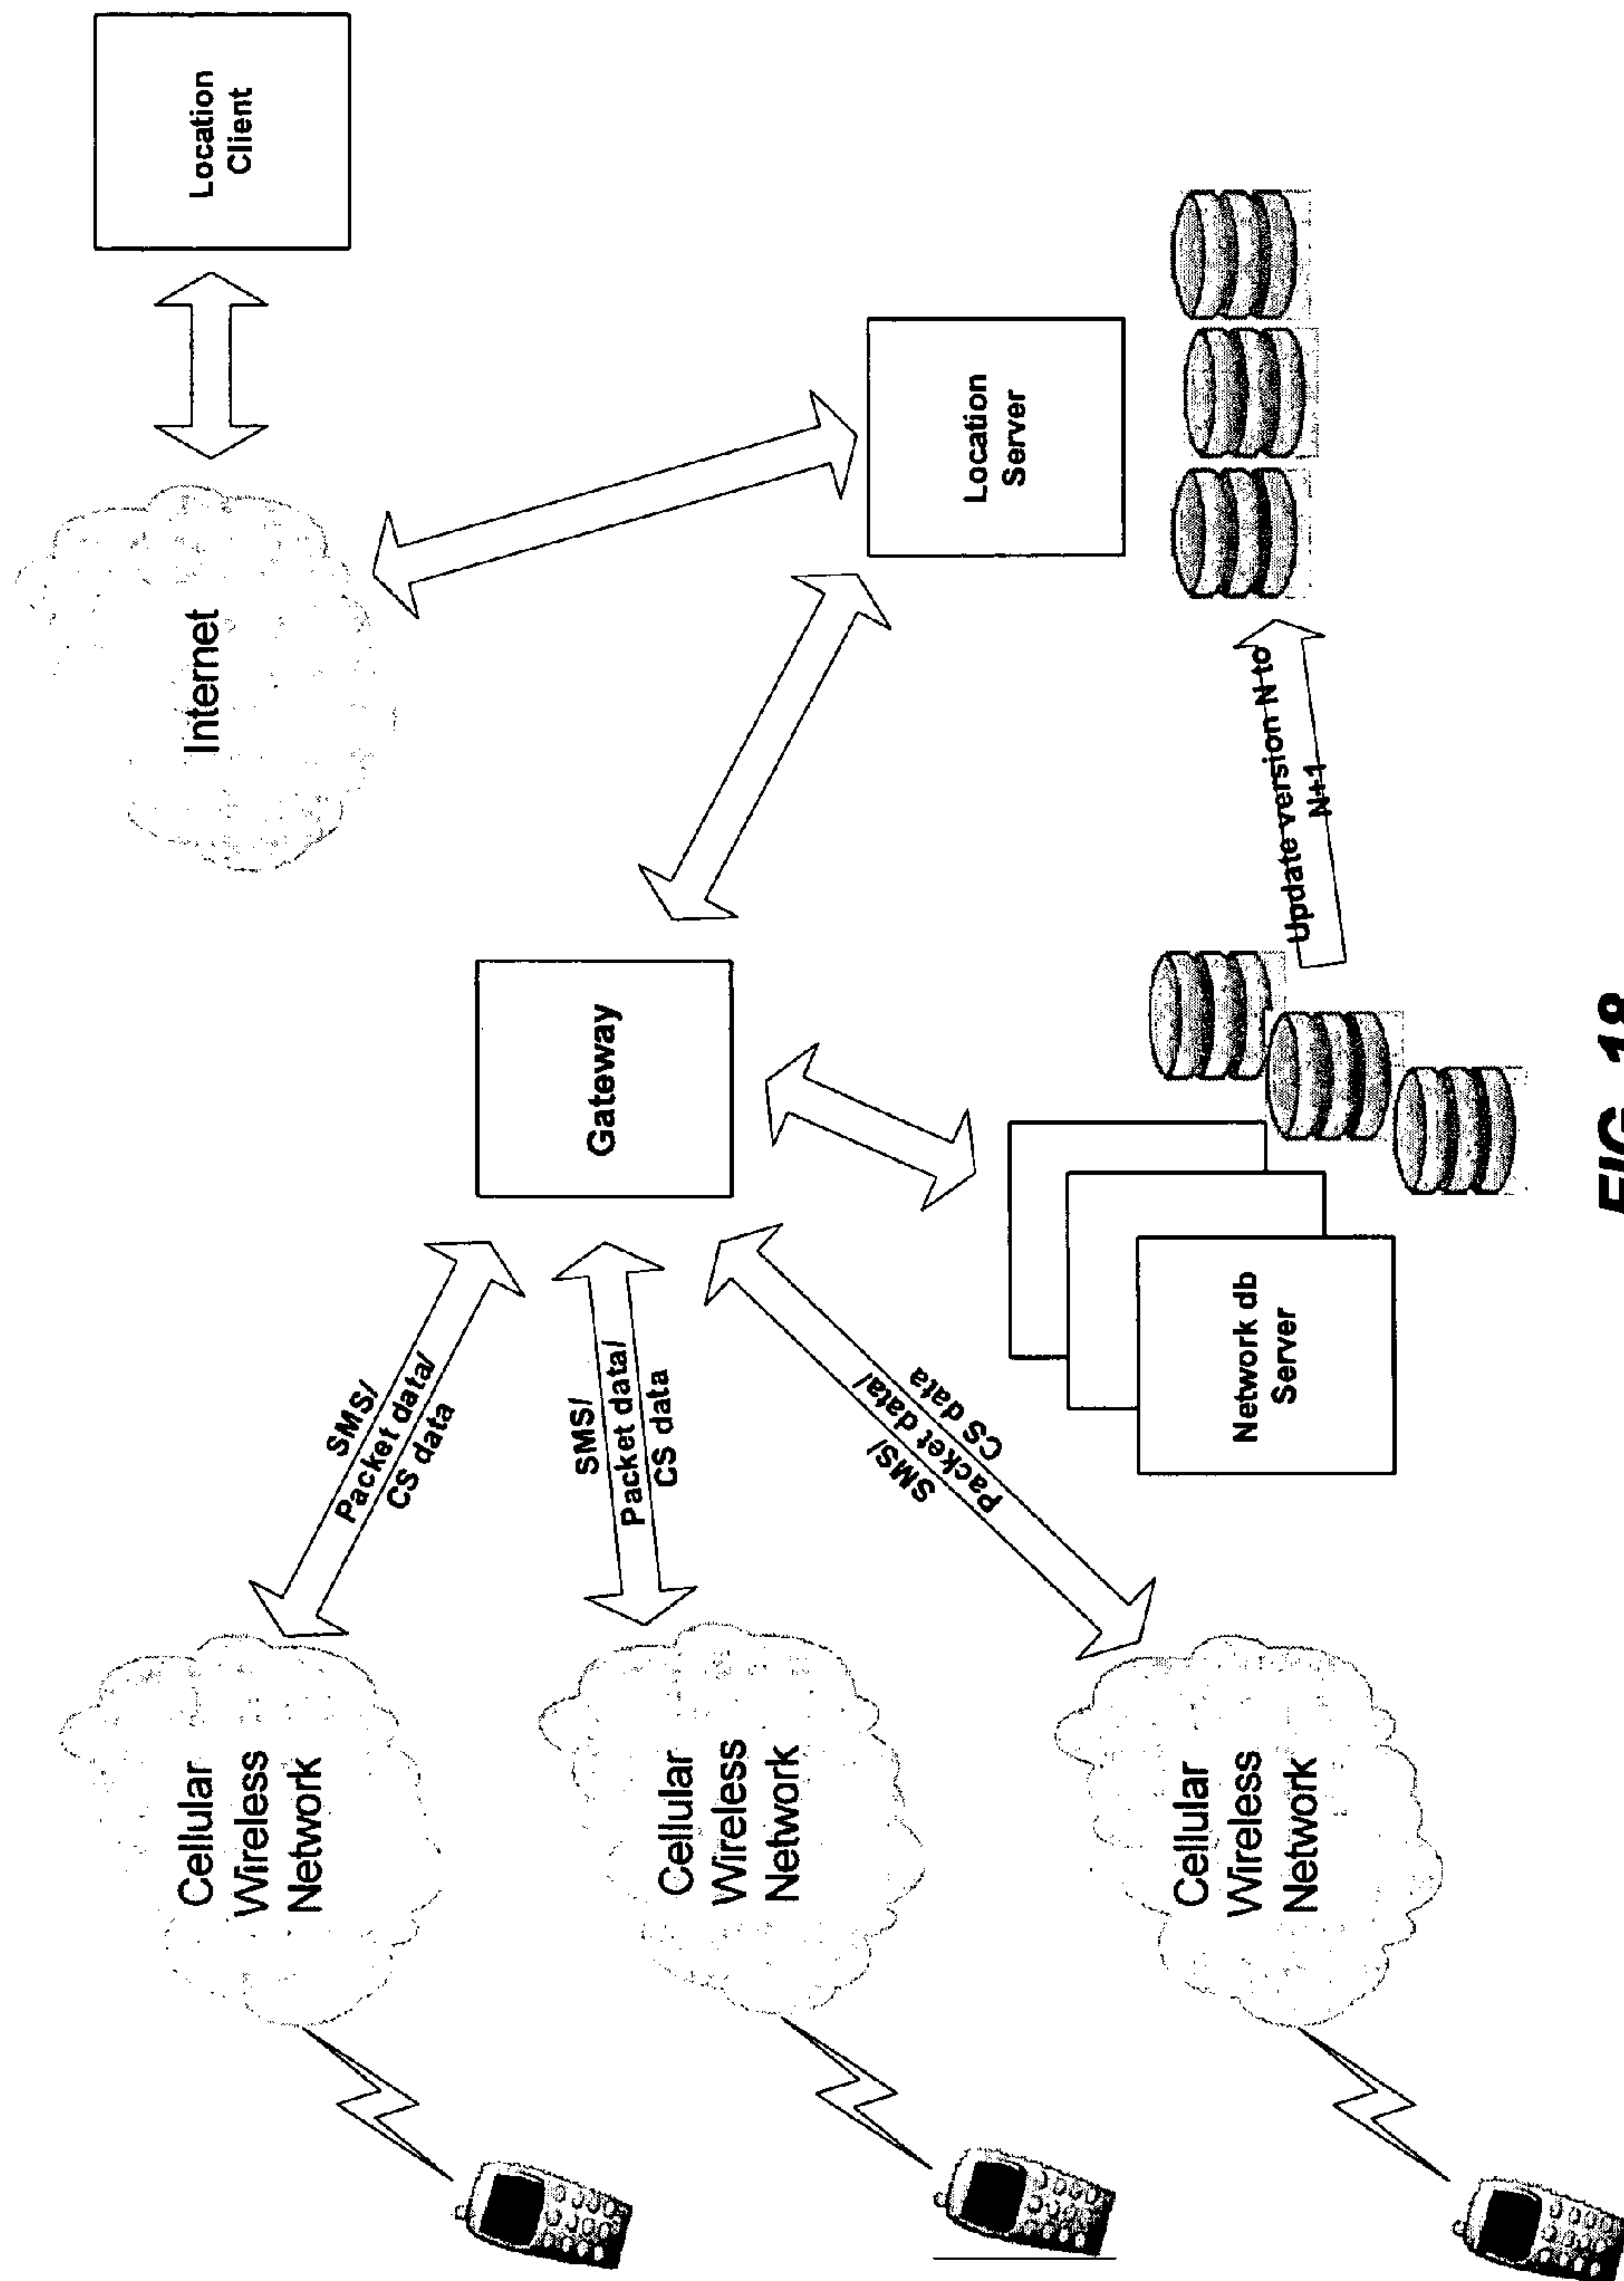 Location
Client
Internet
Location
Server
Gateway
Update version N to
N+1
SMS/
Packet data/
CS data
SMS/
Packet data/
CS data
SMS/
Packet data/
CS data
Network db
Server
Cellular
Wireless
Network
Cellular
Wireless
Network
Cellular
Wireless
Network
FIG. 18